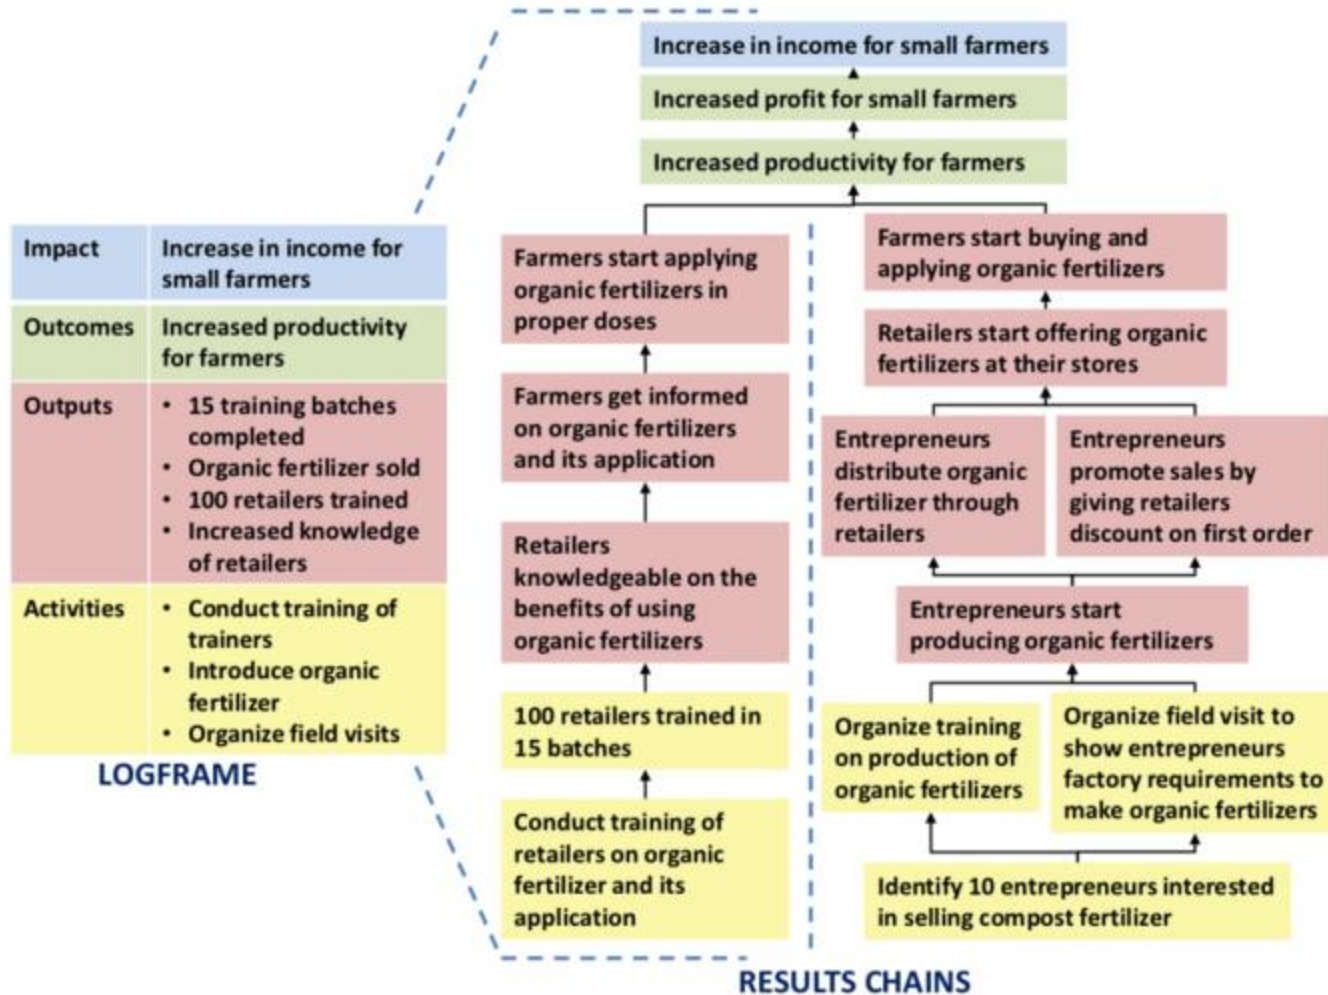 Impact
Increase in income for
small farmers
Outcomes
Increased productivity
for farmers
Outputs
• 15 training batches
completed
• Organic fertilizer sold
• 100 retailers trained
• Increased knowledge
of retailers
Activities
• Conduct training of
trainers
• Introduce organic
fertilizer
• Organize field visits
LOGFRAME
Increase in income for small farmers
Increased profit for small farmers
Increased productivity for farmers
Farmers start applying
organic fertilizers in
proper doses
Farmers get informed
on organic fertilizers
and its application
Retailers
knowledgeable on the
benefits of using
organic fertilizers
100 retailers trained in
15 batches
Conduct training of
retailers on organic
fertilizer and its
application
Farmers start buying and
applying organic fertilizers
Retailers start offering organic
fertilizers at their stores
Entrepreneurs
distribute organic
fertilizer through
retailers
Entrepreneurs
promote sales by
giving retailers
discount on first order
Entrepreneurs start
producing organic fertilizers
Organize training
on production of
organic fertilizers
Organize field visit to
show entrepreneurs
factory requirements to
make organic fertilizers
Identify 10 entrepreneurs interested
in selling compost fertilizer
RESULTS CHAINS